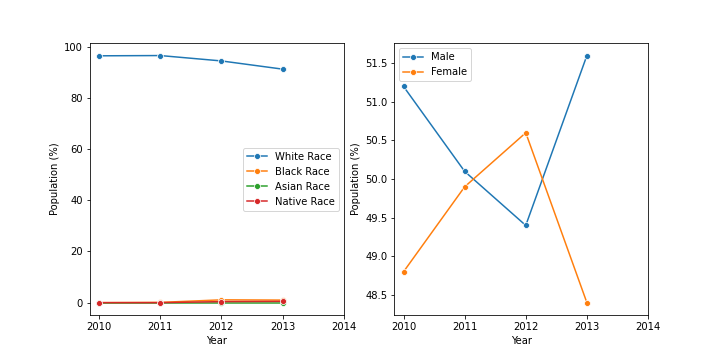 100
80
60
40
20
0
Population (%)
White Race
Black Race
Asian Race
Native Race
2010 2011 2012 2013 2014
Year
51.5
51.0
50.5
50.0
49.5
49.0
48.5
Population (%)
Male
Female
2010 2011 2012 2013 2014
Year